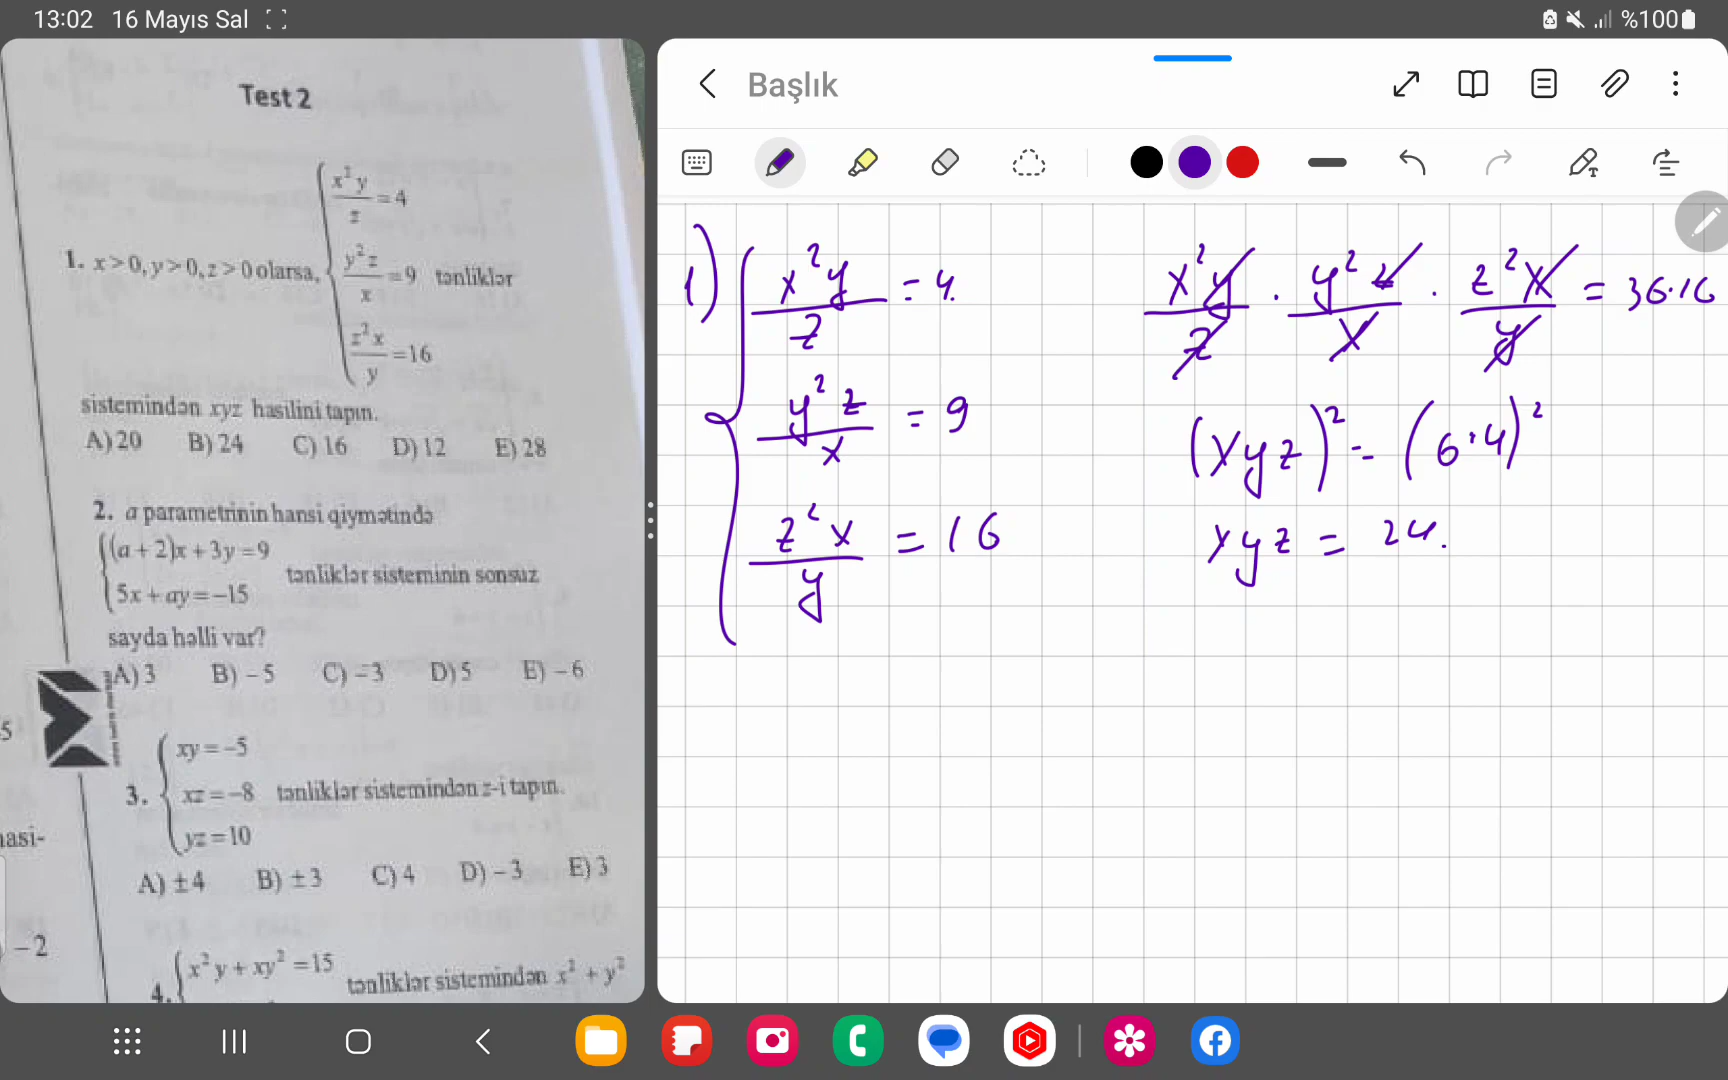 13:02 16 Mayıs Sal
%100
Test 2
1. x>0, y>0, z>0 olarsa, { x²y/z = 4
y²z/x = 9 tənliklər
z²x/y = 16
sistemindən xyz hasilini tapın.
A) 20 B) 24 C) 16 D) 12 E) 28
2. a parametrinin hansi qiymətində
{ (a + 2)x + 3y = 9
5x + ay = −15 tənliklər sisteminin sonsuz
sayda həlli var?
A) 3 B) − 5 C) −3 D) 5 E) − 6
5
3. { xy = −5
xz = −8 tənliklər sistemindən z-i tapın.
yz = 10
hasi-
A) ±4 B) ±3 C) 4 D) −3 E) 3
−2
4. { x²y + xy² = 15 tənliklər sistemindən x² + y²
Başlık
1) { x²y/z = 4.
y²z/x = 9
z²x/y = 16
x²y/z · y²z/x · z²x/y = 36·16
(xyz)² = (6·4)²
xyz = 24.